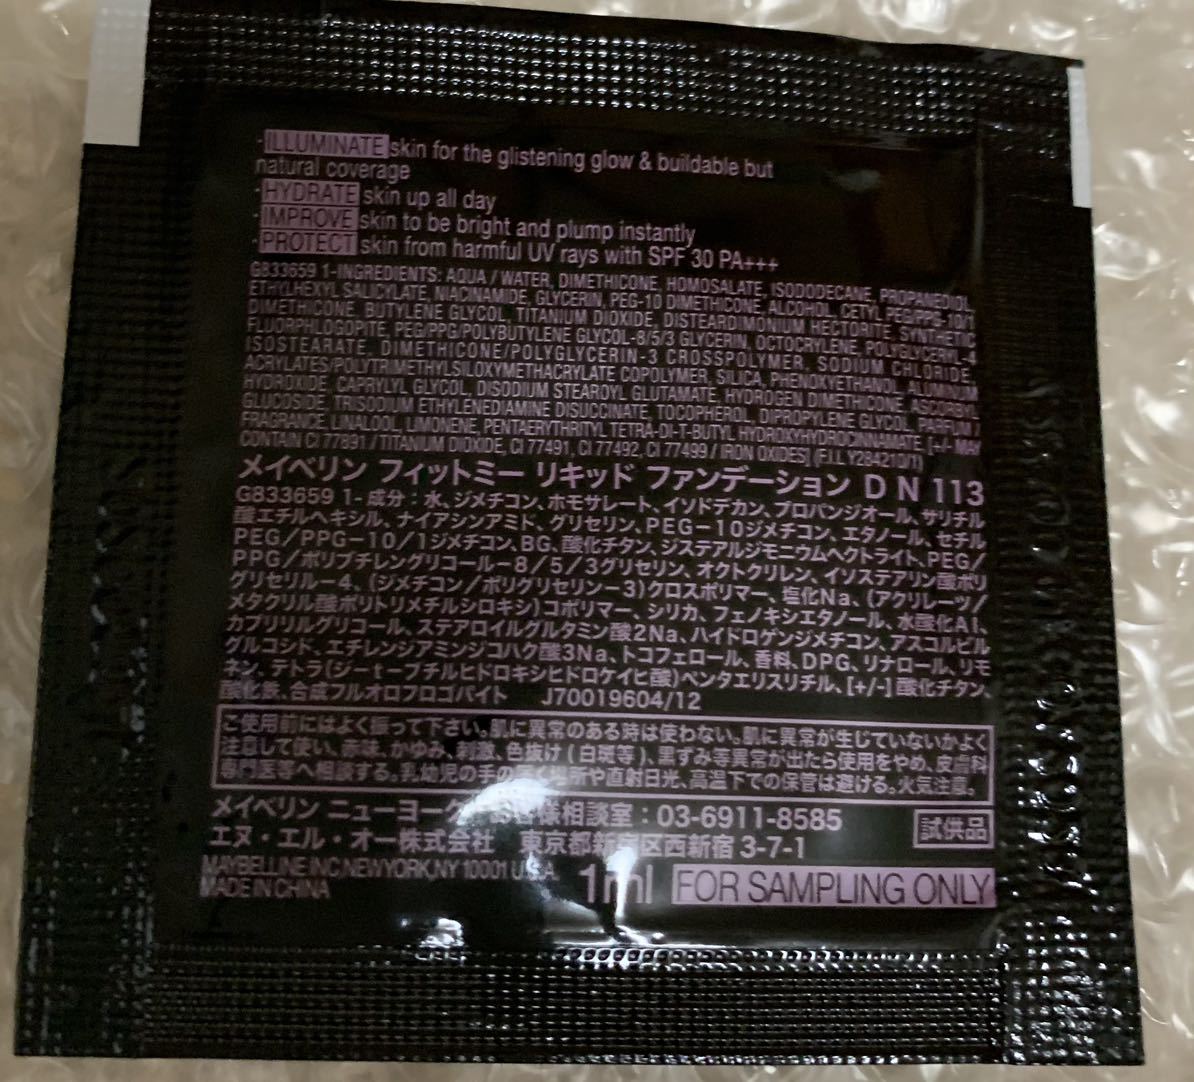 ·ILLUMINATE skin for the glistening glow & buildable but
natural coverage
·HYDRATE skin up all day
·IMPROVE skin to be bright and plump instantly
·PROTECT skin from harmful UV rays with SPF 30 PA+++
G833659 1-INGREDIENTS: AQUA / WATER, DIMETHICONE, HOMOSALATE, ISODODECANE, PROPANEDIOL,
ETHYLHEXYL SALICYLATE, NIACINAMIDE, GLYCERIN, PEG-10 DIMETHICONE, ALCOHOL, CETYL PEG/PPG-10/1
DIMETHICONE, BUTYLENE GLYCOL, TITANIUM DIOXIDE, DISTEARDIMONIUM HECTORITE, SYNTHETIC
FLUORPHLOGOPITE, PEG/PPG/POLYBUTYLENE GLYCOL-8/5/3 GLYCERIN, OCTOCRYLENE, POLYGLYCERYL-4
ISOSTEARATE, DIMETHICONE/POLYGLYCERIN-3 CROSSPOLYMER, SODIUM CHLORIDE,
ACRYLATES/POLYTRIMETHYLSILOXYMETHACRYLATE COPOLYMER, SILICA, PHENOXYETHANOL, ALUMINUM
HYDROXIDE, CAPRYLYL GLYCOL, DISODIUM STEAROYL GLUTAMATE, HYDROGEN DIMETHICONE, ASCORBYL
GLUCOSIDE, TRISODIUM ETHYLENEDIAMINE DISUCCINATE, TOCOPHEROL, DIPROPYLENE GLYCOL, PARFUM /
FRAGRANCE, LINALOOL, LIMONENE, PENTAERYTHRITYL TETRA-DI-T-BUTYL HYDROXYHYDROCINNAMATE, [+/- MAY
CONTAIN CI 77891 / TITANIUM DIOXIDE, CI 77491, CI 77492, CI 77499 / IRON OXIDES] (F.I.L. Y284210/1)
メイベリン フィットミー リキッド ファンデーション D N 113
G833659 1- 成分：水、ジメチコン、ホモサレート、イソドデカン、プロパンジオール、サリチル
酸エチルヘキシル、ナイアシンアミド、グリセリン、PEG−10ジメチコン、エタノール、セチル
PEG/PPG−10/1ジメチコン、BG、酸化チタン、ジステアルジモニウムヘクトライト、PEG/
PPG/ポリブチレングリコール−8/5/3グリセリン、オクトクリレン、イソステアリン酸ポリ
グリセリル−4、(ジメチコン/ポリグリセリン−3)クロスポリマー、塩化Na、(アクリレーツ/
メタクリル酸ポリトリメチルシロキシ)コポリマー、シリカ、フェノキシエタノール、水酸化Al、
カプリリルグリコール、ステアロイルグルタミン酸2Na、ハイドロゲンジメチコン、アスコルビル
グルコシド、エチレンジアミンジコハク酸3Na、トコフェロール、香料、DPG、リナロール、リモ
ネン、テトラ(ジーtーブチルヒドロキシヒドロケイヒ酸)ペンタエリスリチル、[+/-] 酸化チタン、
酸化鉄、合成フルオロフロゴパイト J70019604/12
ご使用前にはよく振って下さい。肌に異常のある時は使わない。肌に異常が生じていないかよく
注意して使い、赤味、かゆみ、刺激、色抜け (白斑等)、黒ずみ等異常が出たら使用をやめ、皮膚科
専門医等へ相談する。乳幼児の手の届く場所や直射日光、高温下での保管は避ける。火気注意。
メイベリン ニューヨーク お客様相談室：03-6911-8585
エヌ・エル・オー株式会社 東京都新宿区西新宿 3-7-1
試供品
MAYBELLINE INC, NEW YORK, NY 10001 U.S.A.
MADE IN CHINA
1ml FOR SAMPLING ONLY